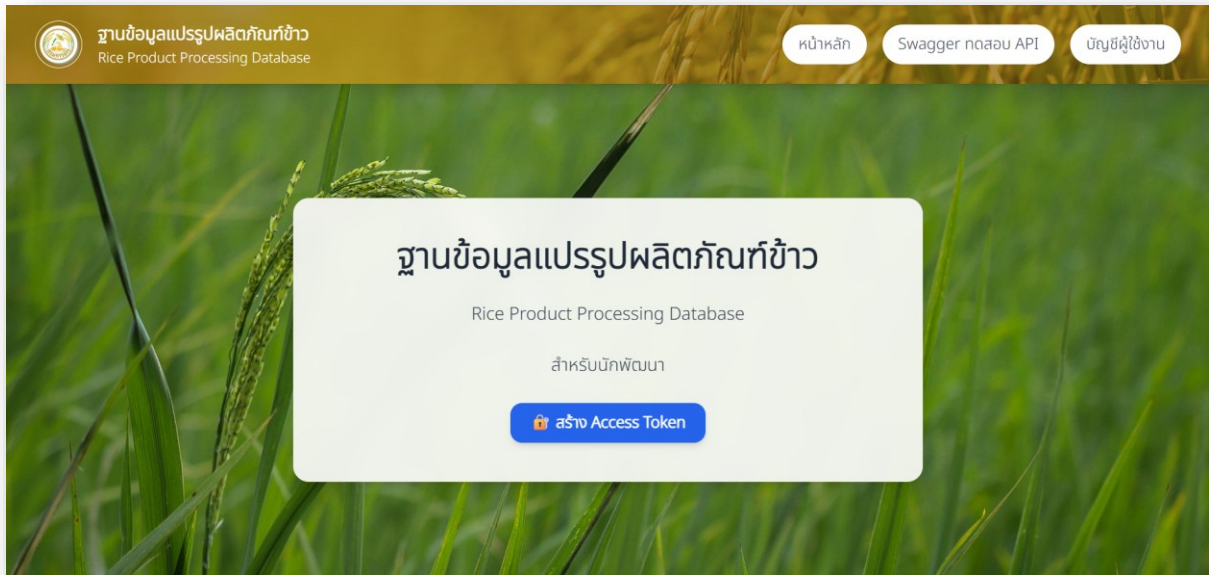 ฐานข้อมูลแปรรูปผลิตภัณฑ์ข้าว
Rice Product Processing Database
หน้าหลัก
Swagger ทดสอบ API
บัญชีผู้ใช้งาน
ฐานข้อมูลแปรรูปผลิตภัณฑ์ข้าว
Rice Product Processing Database
สำหรับนักพัฒนา
🔐 สร้าง Access Token